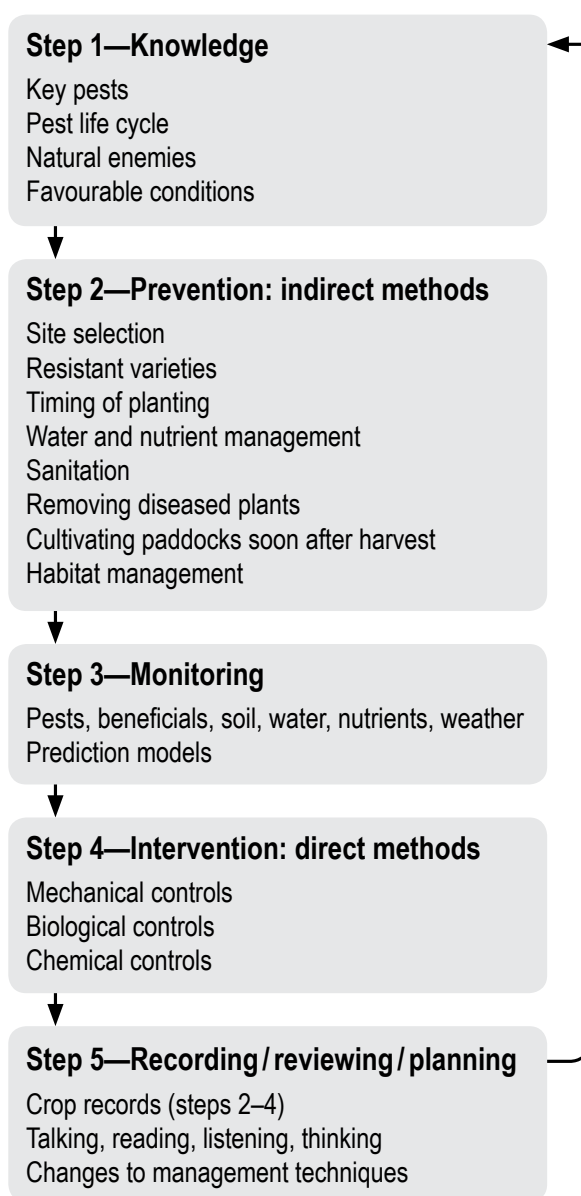 Step 1—Knowledge
Key pests
Pest life cycle
Natural enemies
Favourable conditions
Step 2—Prevention: indirect methods
Site selection
Resistant varieties
Timing of planting
Water and nutrient management
Sanitation
Removing diseased plants
Cultivating paddocks soon after harvest
Habitat management
Step 3—Monitoring
Pests, beneficials, soil, water, nutrients, weather
Prediction models
Step 4—Intervention: direct methods
Mechanical controls
Biological controls
Chemical controls
Step 5—Recording/reviewing/planning
Crop records (steps 2–4)
Talking, reading, listening, thinking
Changes to management techniques